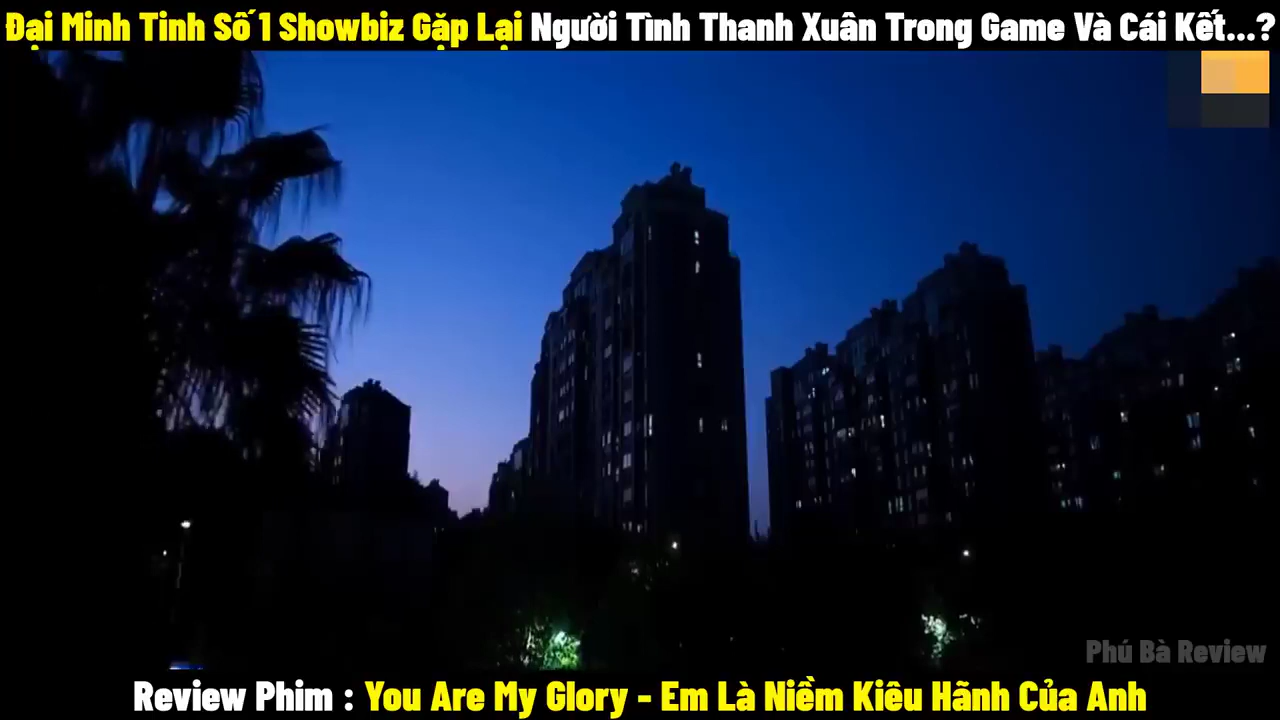 Đại Minh Tinh Số 1 Showbiz Gặp Lại Người Tình Thanh Xuân Trong Game Và Cái Kết...?
Phú Bà Review
Review Phim : You Are My Glory - Em Là Niềm Kiêu Hãnh Của Anh